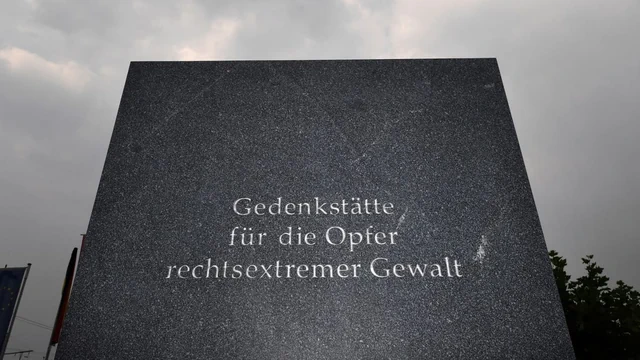 Gedenkstätte
für die Opfer
rechtsextremer Gewalt